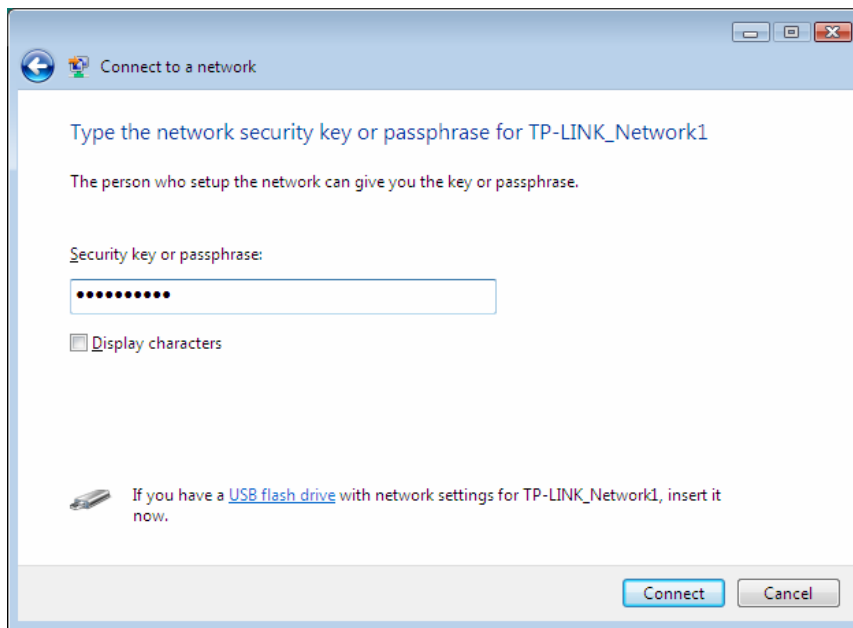 Connect to a network
Type the network security key or passphrase for TP-LINK_Network1
The person who setup the network can give you the key or passphrase.
Security key or passphrase:
••••••••••
Display characters
If you have a USB flash drive with network settings for TP-LINK_Network1, insert it
now.
Connect Cancel